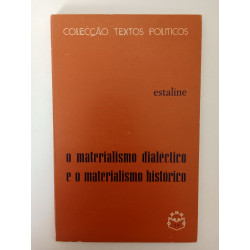 COLECÇÃO TEXTOS POLÍTICOS
estaline
o materialismo dialéctico
e o materialismo histórico